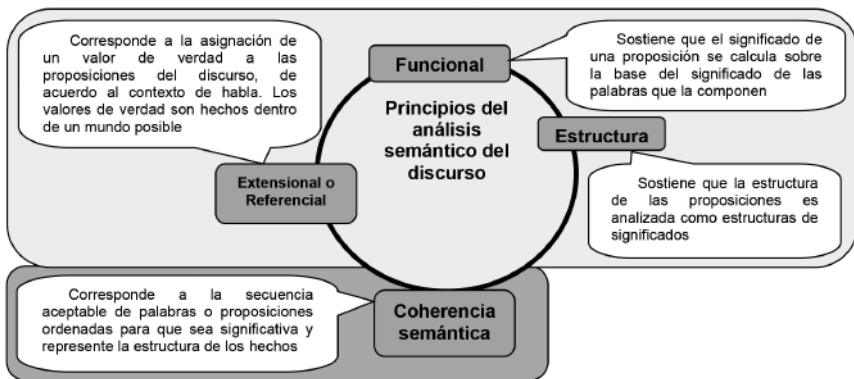 Corresponde a la asignación de
un valor de verdad a las
proposiciones del discurso, de
acuerdo al contexto de habla. Los
valores de verdad son hechos dentro
de un mundo posible
Funcional
Sostiene que el significado de
una proposición se calcula sobre
la base del significado de las
palabras que la componen
Principios del
análisis
semántico del
discurso
Estructura
Extensional o
Referencial
Sostiene que la estructura
de las proposiciones es
analizada como estructuras de
significados
Corresponde a la secuencia
aceptable de palabras o proposiciones
ordenadas para que sea significativa y
represente la estructura de los hechos
Coherencia
semántica